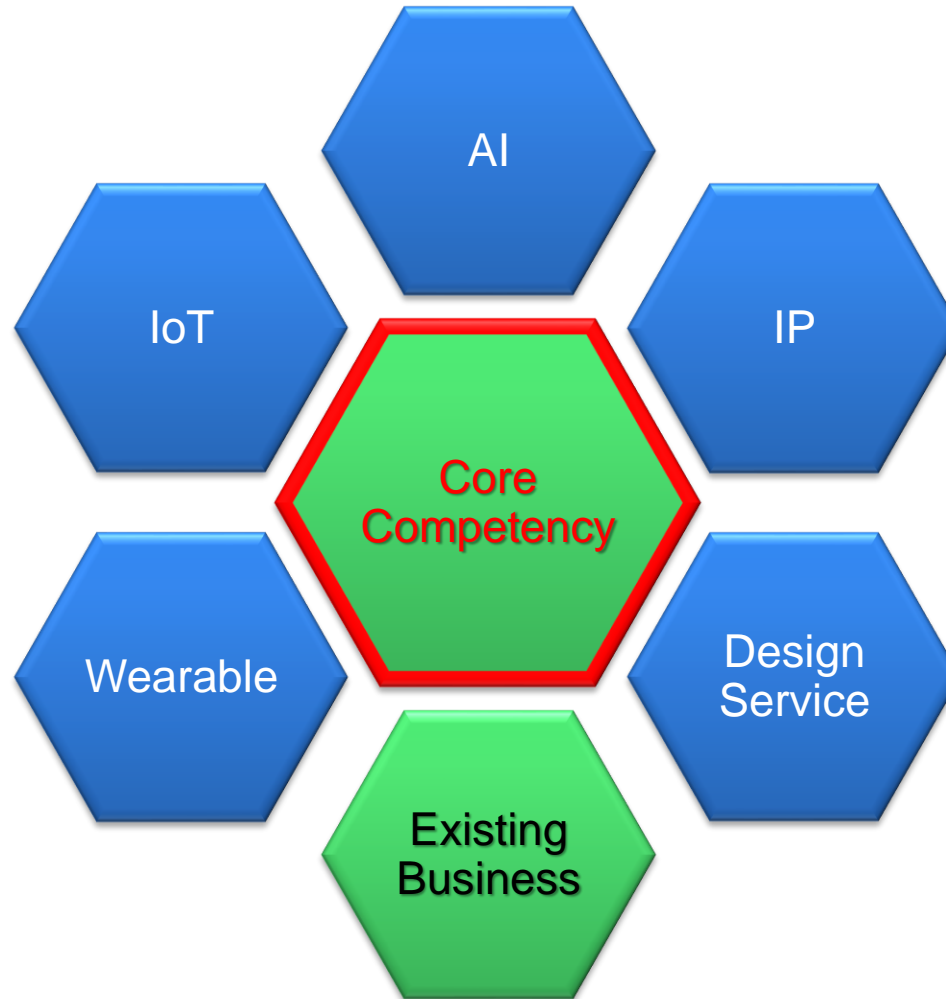 AI
IoT
IP
Core
Competency
Wearable
Design
Service
Existing
Business